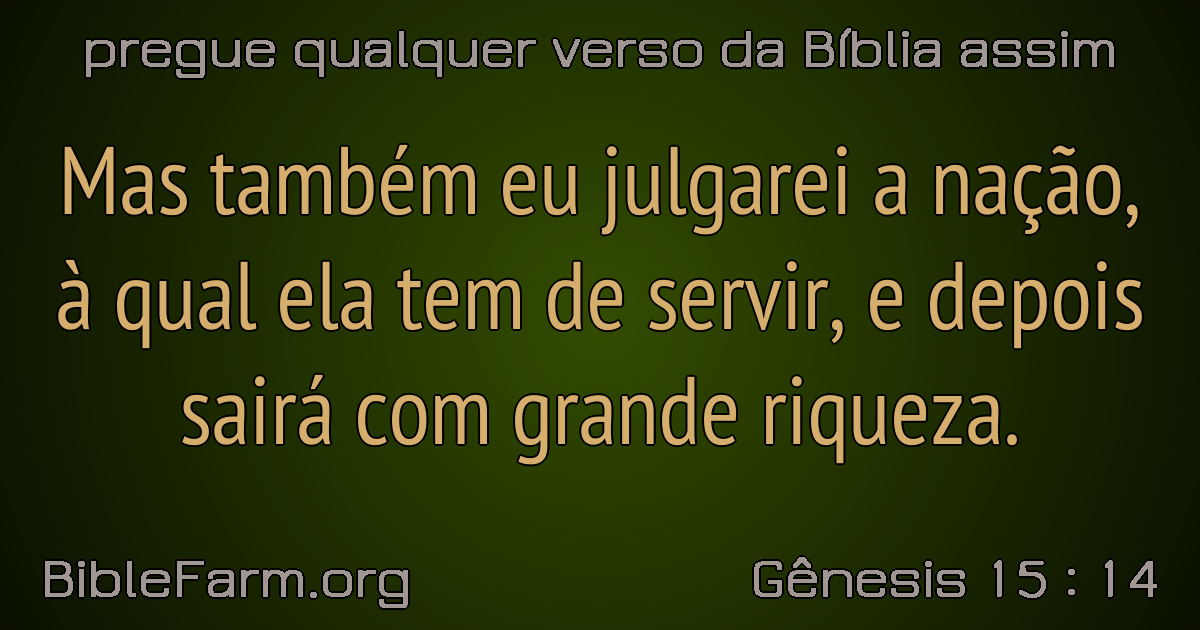 pregue qualquer verso da Bíblia assim
Mas também eu julgarei a nação,
à qual ela tem de servir, e depois
sairá com grande riqueza.
BibleFarm.org
Gênesis 15 : 14